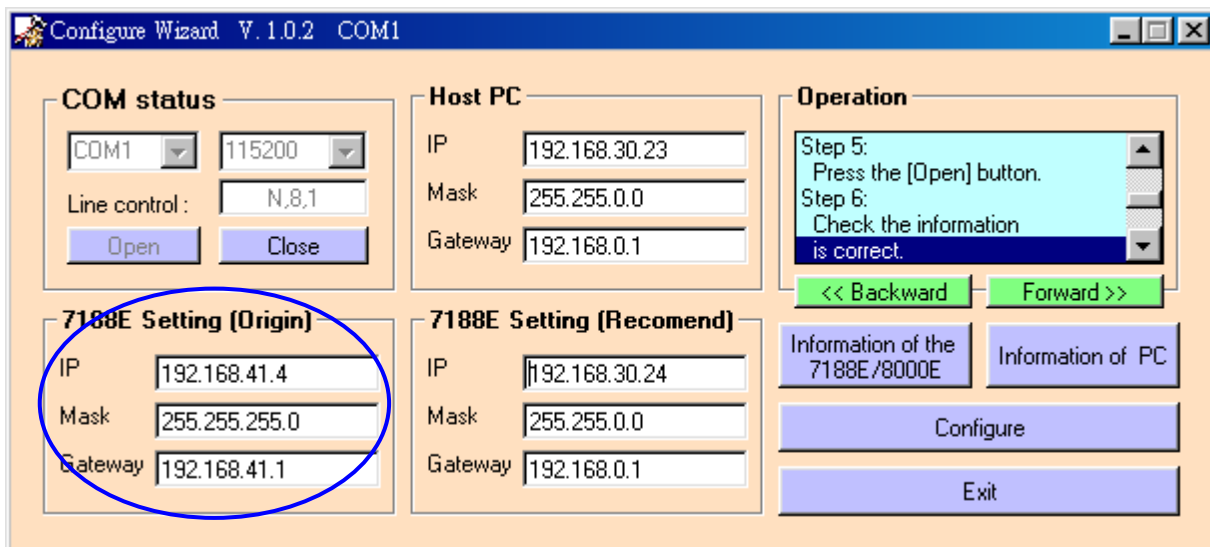 Configure Wizard V. 1.0.2 COM1
COM status
COM1 115200
Line control : N,8,1
Open Close
Host PC
IP 192.168.30.23
Mask 255.255.0.0
Gateway 192.168.0.1
Operation
Step 5:
Press the [Open] button.
Step 6:
Check the information
is correct.
<< Backward Forward >>
7188E Setting (Origin)
IP 192.168.41.4
Mask 255.255.255.0
Gateway 192.168.41.1
7188E Setting (Recomend)
IP 192.168.30.24
Mask 255.255.0.0
Gateway 192.168.0.1
Information of the
7188E/8000E
Information of PC
Configure
Exit